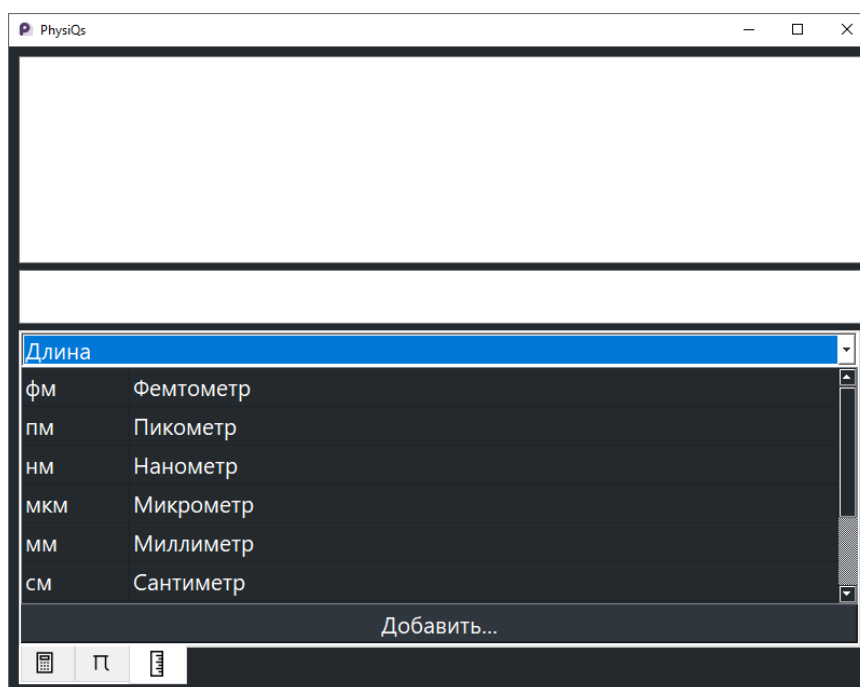 PhysiQs
Длина
фм Фемтометр
пм Пикометр
нм Нанометр
мкм Микрометр
мм Миллиметр
см Сантиметр
Добавить...
π